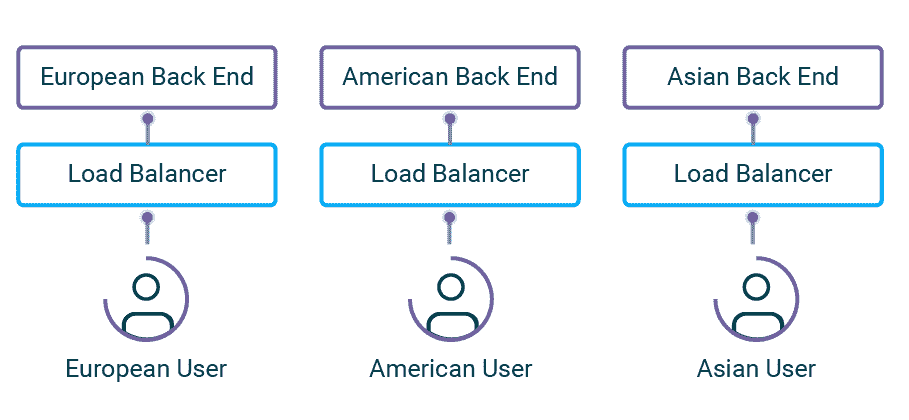 European Back End
American Back End
Asian Back End
Load Balancer
Load Balancer
Load Balancer
European User
American User
Asian User